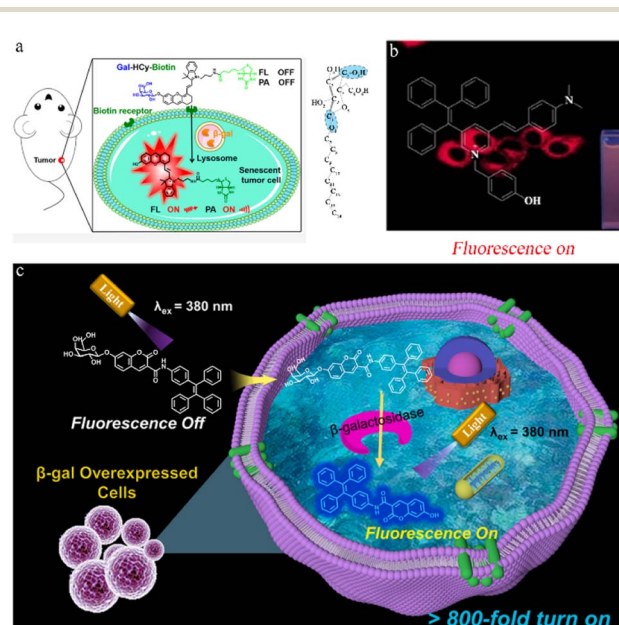 a
Gal-HCy-Biotin
FL OFF
PA OFF
Biotin receptor
β-gal
Lysosome
Senescent
tumor cell
Tumor
FL ON PA ON
b
N
N
OH
Fluorescence on
c
Light
λex = 380 nm
Fluorescence Off
β-galactosidase
Light
λex = 380 nm
β-gal Overexpressed
Cells
Fluorescence On
> 800-fold turn on